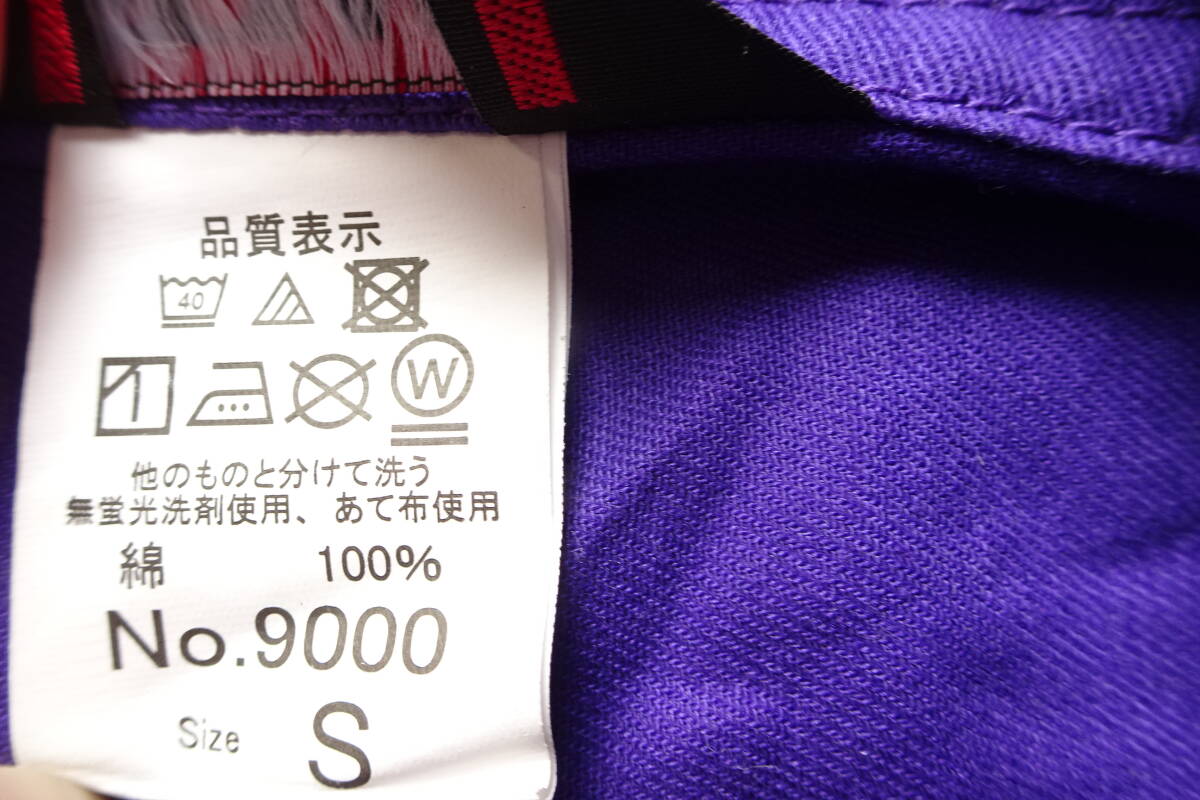 品質表示
40
W
他のものと分けて洗う
無蛍光洗剤使用、あて布使用
綿 100%
No.9000
Size S